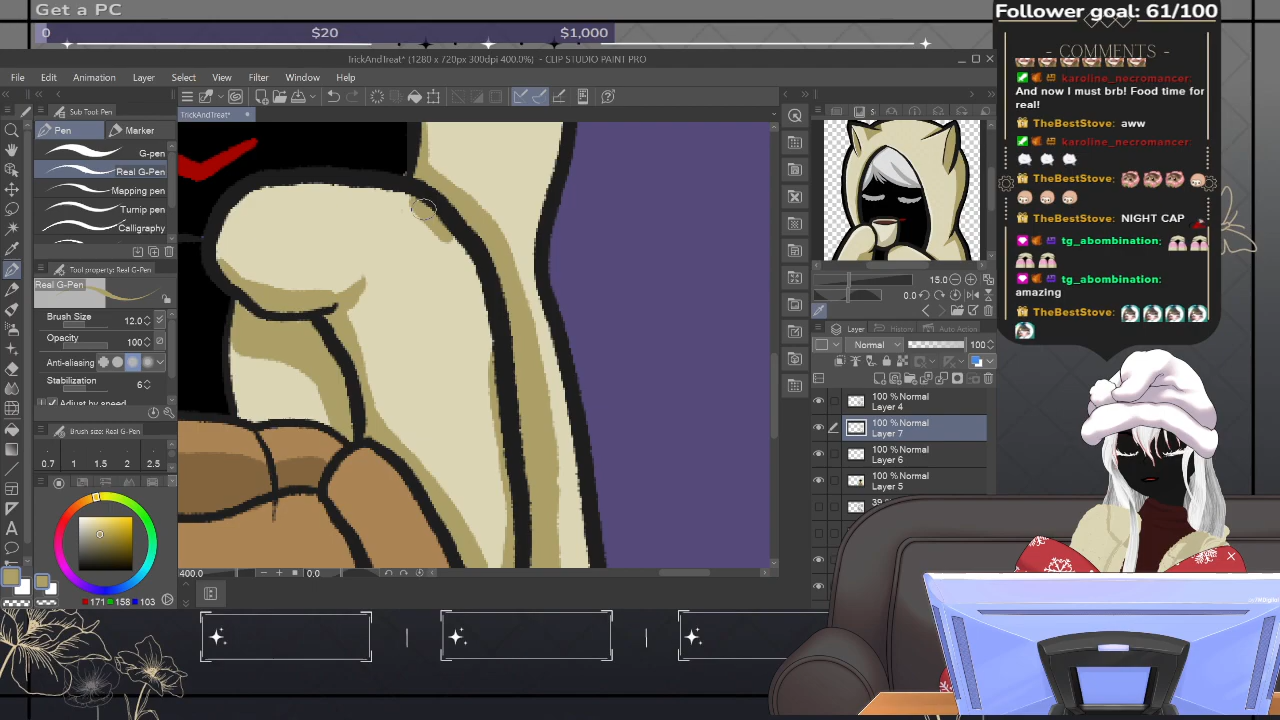 Get a PC
0
$20
$1,000
Follower goal: 61/100
- COMMENTS -
karoline_necromancer:
And now I must brb! Food time for
real!
TheBestStove: aww
karoline_necromancer:
TheBestStove:
TheBestStove: NIGHT CAP
tg_abombination:
tg_abombination:
amazing
TheBestStove:
TrickAndTreat* (1280 x 720px 300dpi 400.0%) - CLIP STUDIO PAINT PRO
File Edit Animation Layer Select View Filter Window Help
Sub Tool Pen
TrickAndTreat*
Pen
Marker
G-pen
Real G-Pen
Mapping pen
Turnip pen
Calligraphy
Tool property: Real G-Pen
Real G-Pen
Brush Size 12.0
Opacity 100
Anti-aliasing
Stabilization 6
Adjust by speed
Brush size: Real G-Pen
0.7 1 1.5 2 2.5
171 158 103
400.0
0.0
15.0
0.0
Layer
History
Auto Action
Normal
100
100 % Normal
Layer 4
100 % Normal
Layer 7
100 % Normal
Layer 6
100 % Normal
Layer 5